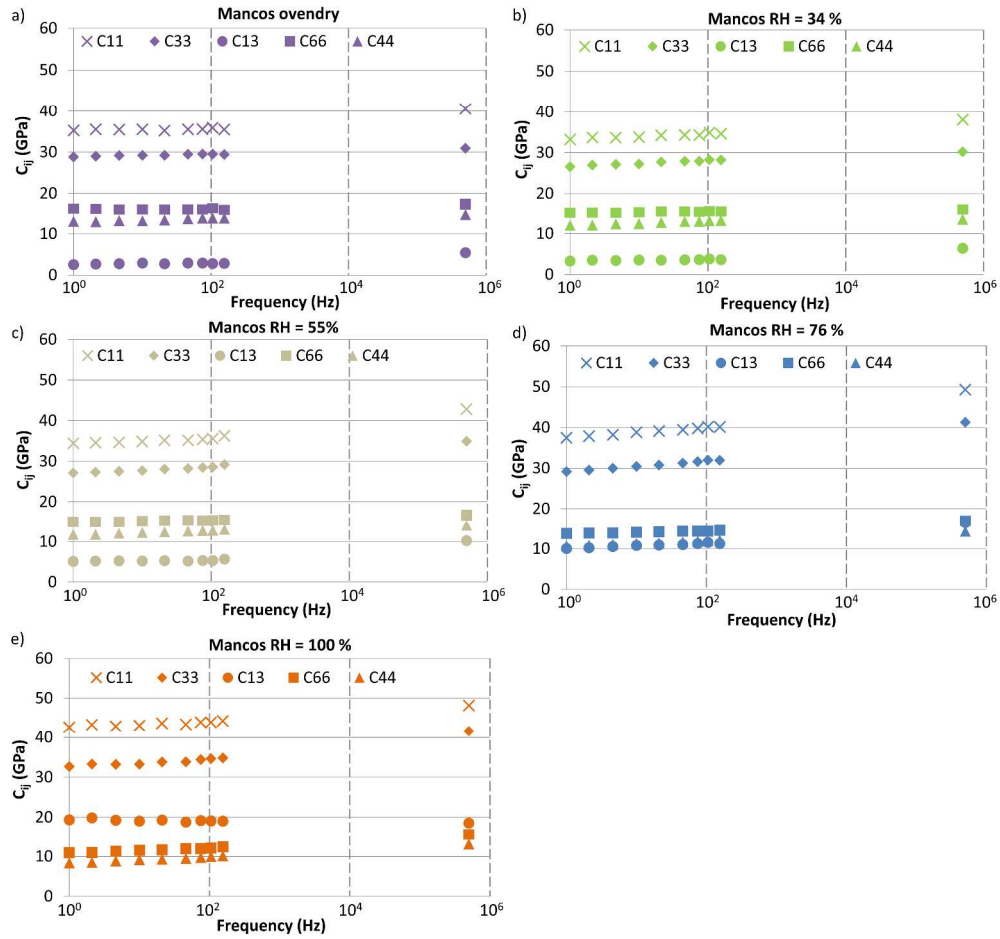 a)
Mancos ovendry
C11 C33 C13 C66 C44
60
50
40
30
20
10
0
Cij (GPa)
10^0 10^2 10^4 10^6
Frequency (Hz)
b)
Mancos RH = 34 %
C11 C33 C13 C66 C44
60
50
40
30
20
10
0
Cij (GPa)
10^0 10^2 10^4 10^6
Frequency (Hz)
c)
Mancos RH = 55%
C11 C33 C13 C66 C44
60
50
40
30
20
10
0
Cij (GPa)
10^0 10^2 10^4 10^6
Frequency (Hz)
d)
Mancos RH = 76 %
C11 C33 C13 C66 C44
60
50
40
30
20
10
0
Cij (GPa)
10^0 10^2 10^4 10^6
Frequency (Hz)
e)
Mancos RH = 100 %
C11 C33 C13 C66 C44
60
50
40
30
20
10
0
Cij (GPa)
10^0 10^2 10^4 10^6
Frequency (Hz)